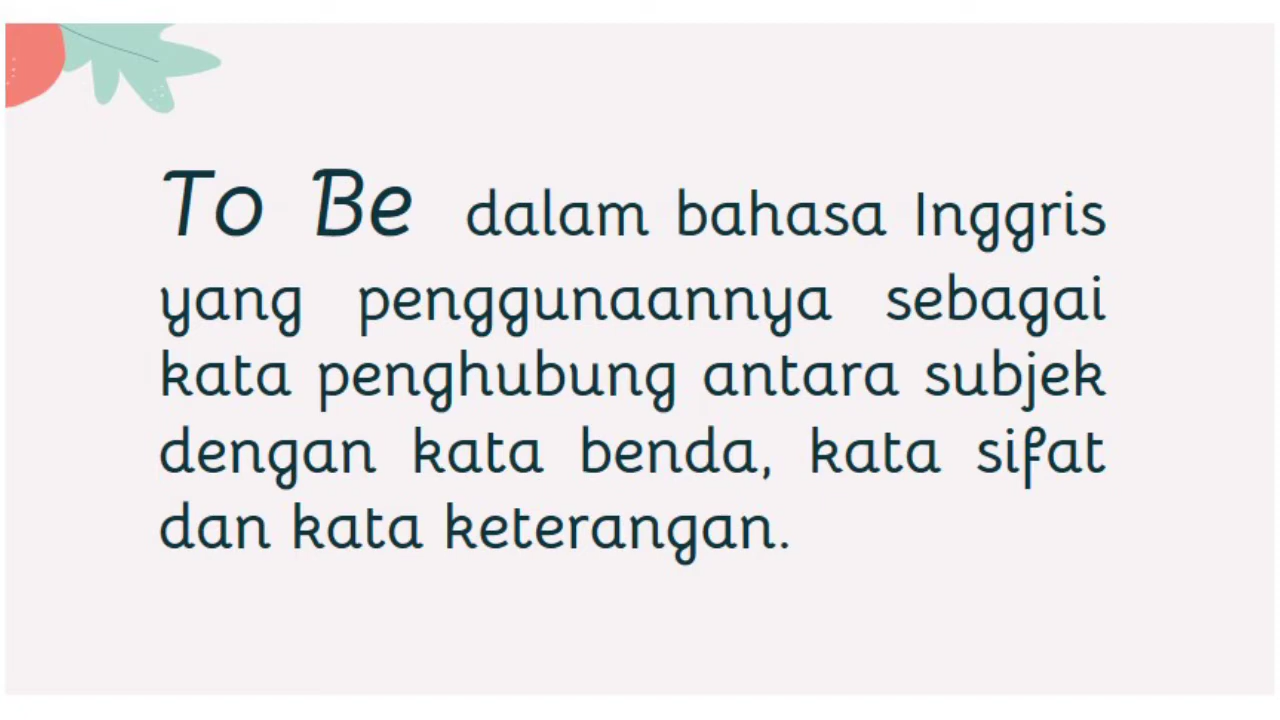 To Be dalam bahasa Inggris
yang penggunaannya sebagai
kata penghubung antara subjek
dengan kata benda, kata sifat
dan kata keterangan.